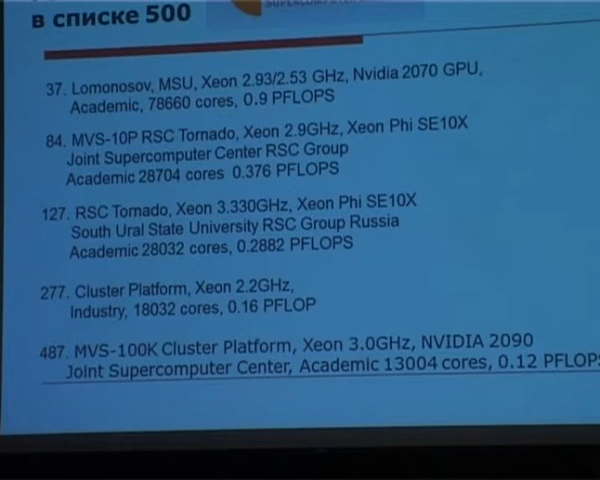 в списке 500
37. Lomonosov, MSU, Xeon 2.93/2.53 GHz, Nvidia 2070 GPU,
Academic, 78660 cores, 0.9 PFLOPS
84. MVS-10P RSC Tornado, Xeon 2.9GHz, Xeon Phi SE10X
Joint Supercomputer Center RSC Group
Academic 28704 cores 0.376 PFLOPS
127. RSC Tornado, Xeon 3.330GHz, Xeon Phi SE10X
South Ural State University RSC Group Russia
Academic 28032 cores, 0.2882 PFLOPS
277. Cluster Platform, Xeon 2.2GHz,
Industry, 18032 cores, 0.16 PFLOP
487. MVS-100K Cluster Platform, Xeon 3.0GHz, NVIDIA 2090
Joint Supercomputer Center, Academic 13004 cores, 0.12 PFLOPS